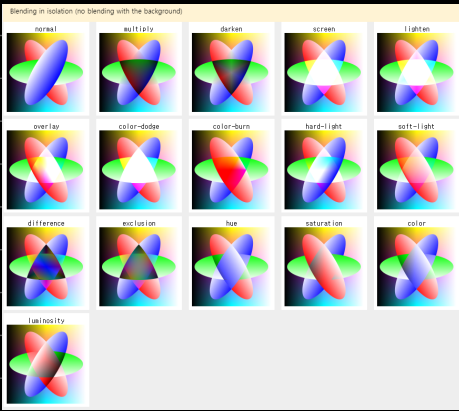 Blending in isolation (no blending with the background)
normal
multiply
darken
screen
lighten
overlay
color-dodge
color-burn
hard-light
soft-light
difference
exclusion
hue
saturation
color
luminosity